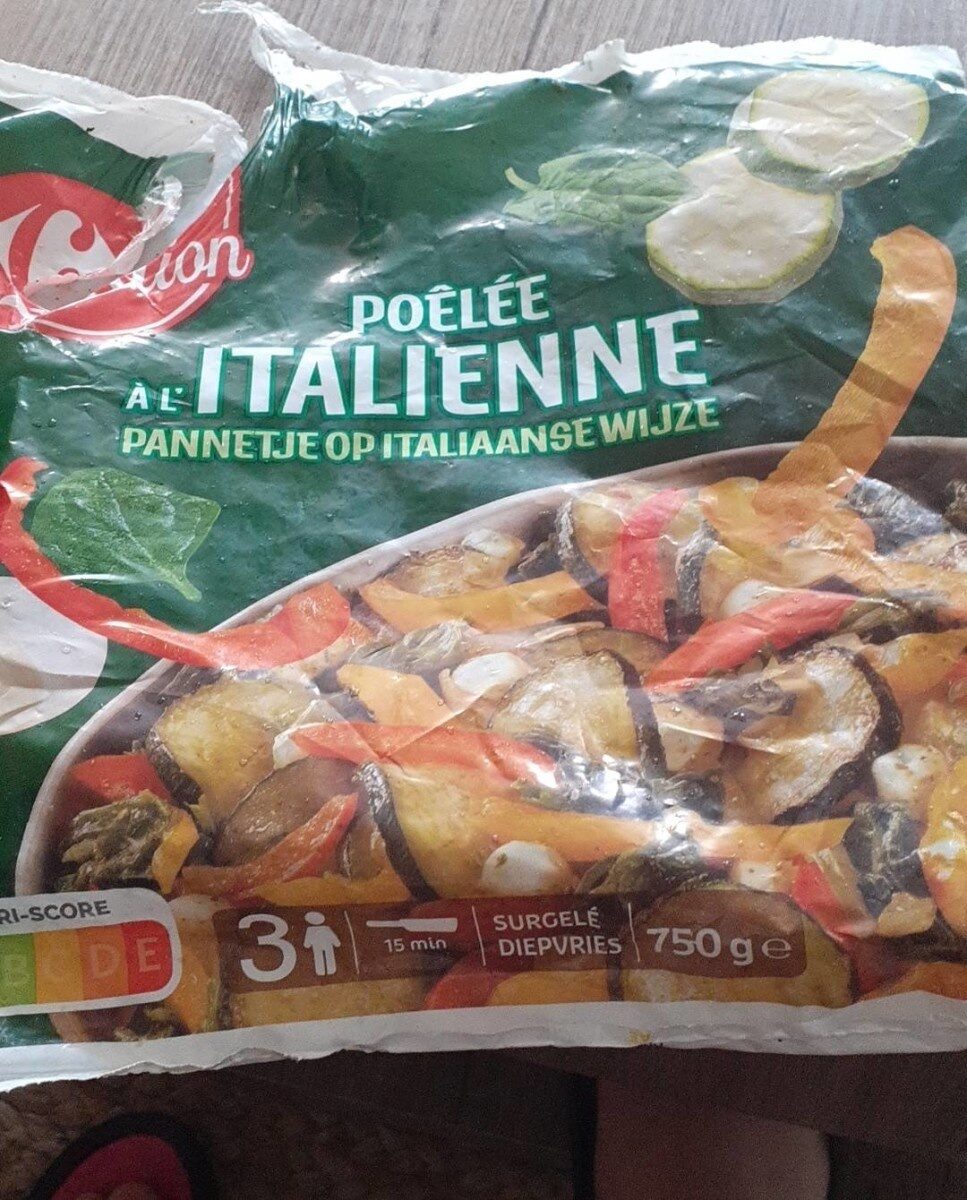 POÊLÉE
À L'ITALIENNE
PANNETJE OP ITALIAANSE WIJZE
RI-SCORE
B C D E
3
15 min
SURGELÉ
DIEPVRIES
750 g e